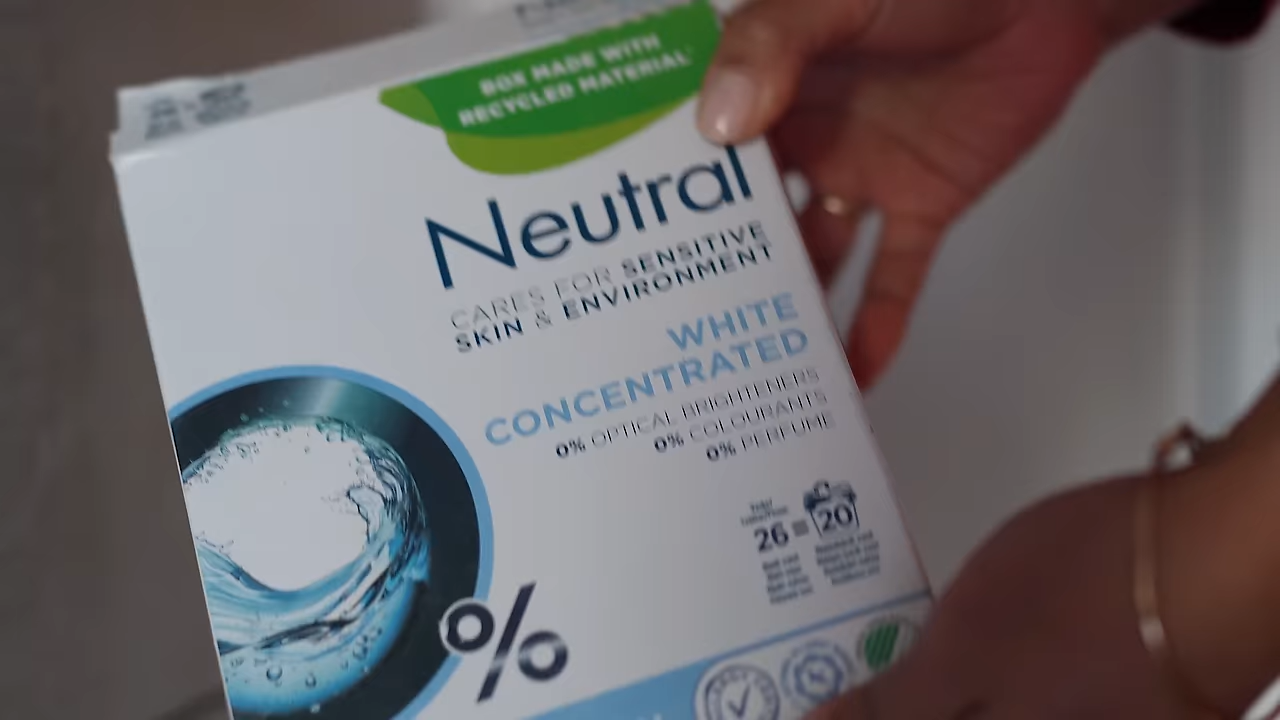 BOX MADE WITH
RECYCLED MATERIAL*
Neutral
CARES FOR SENSITIVE
SKIN & ENVIRONMENT
WHITE
CONCENTRATED
0% OPTICAL BRIGHTENERS
0% COLOURANTS
0% PERFUME
26 = 20
0%